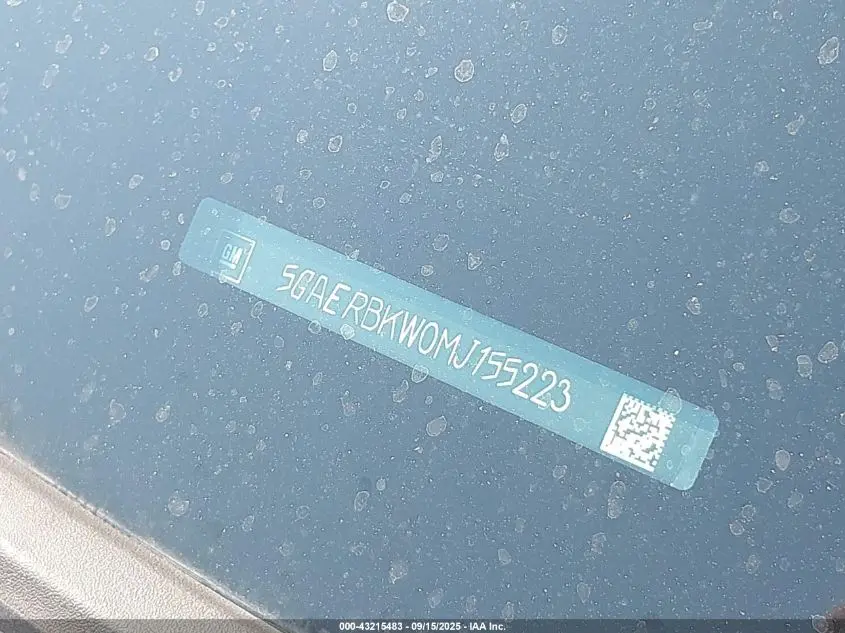 GM
5GAERBKW0MJ155223
000-43215483 - 09/15/2025 - IAA Inc.